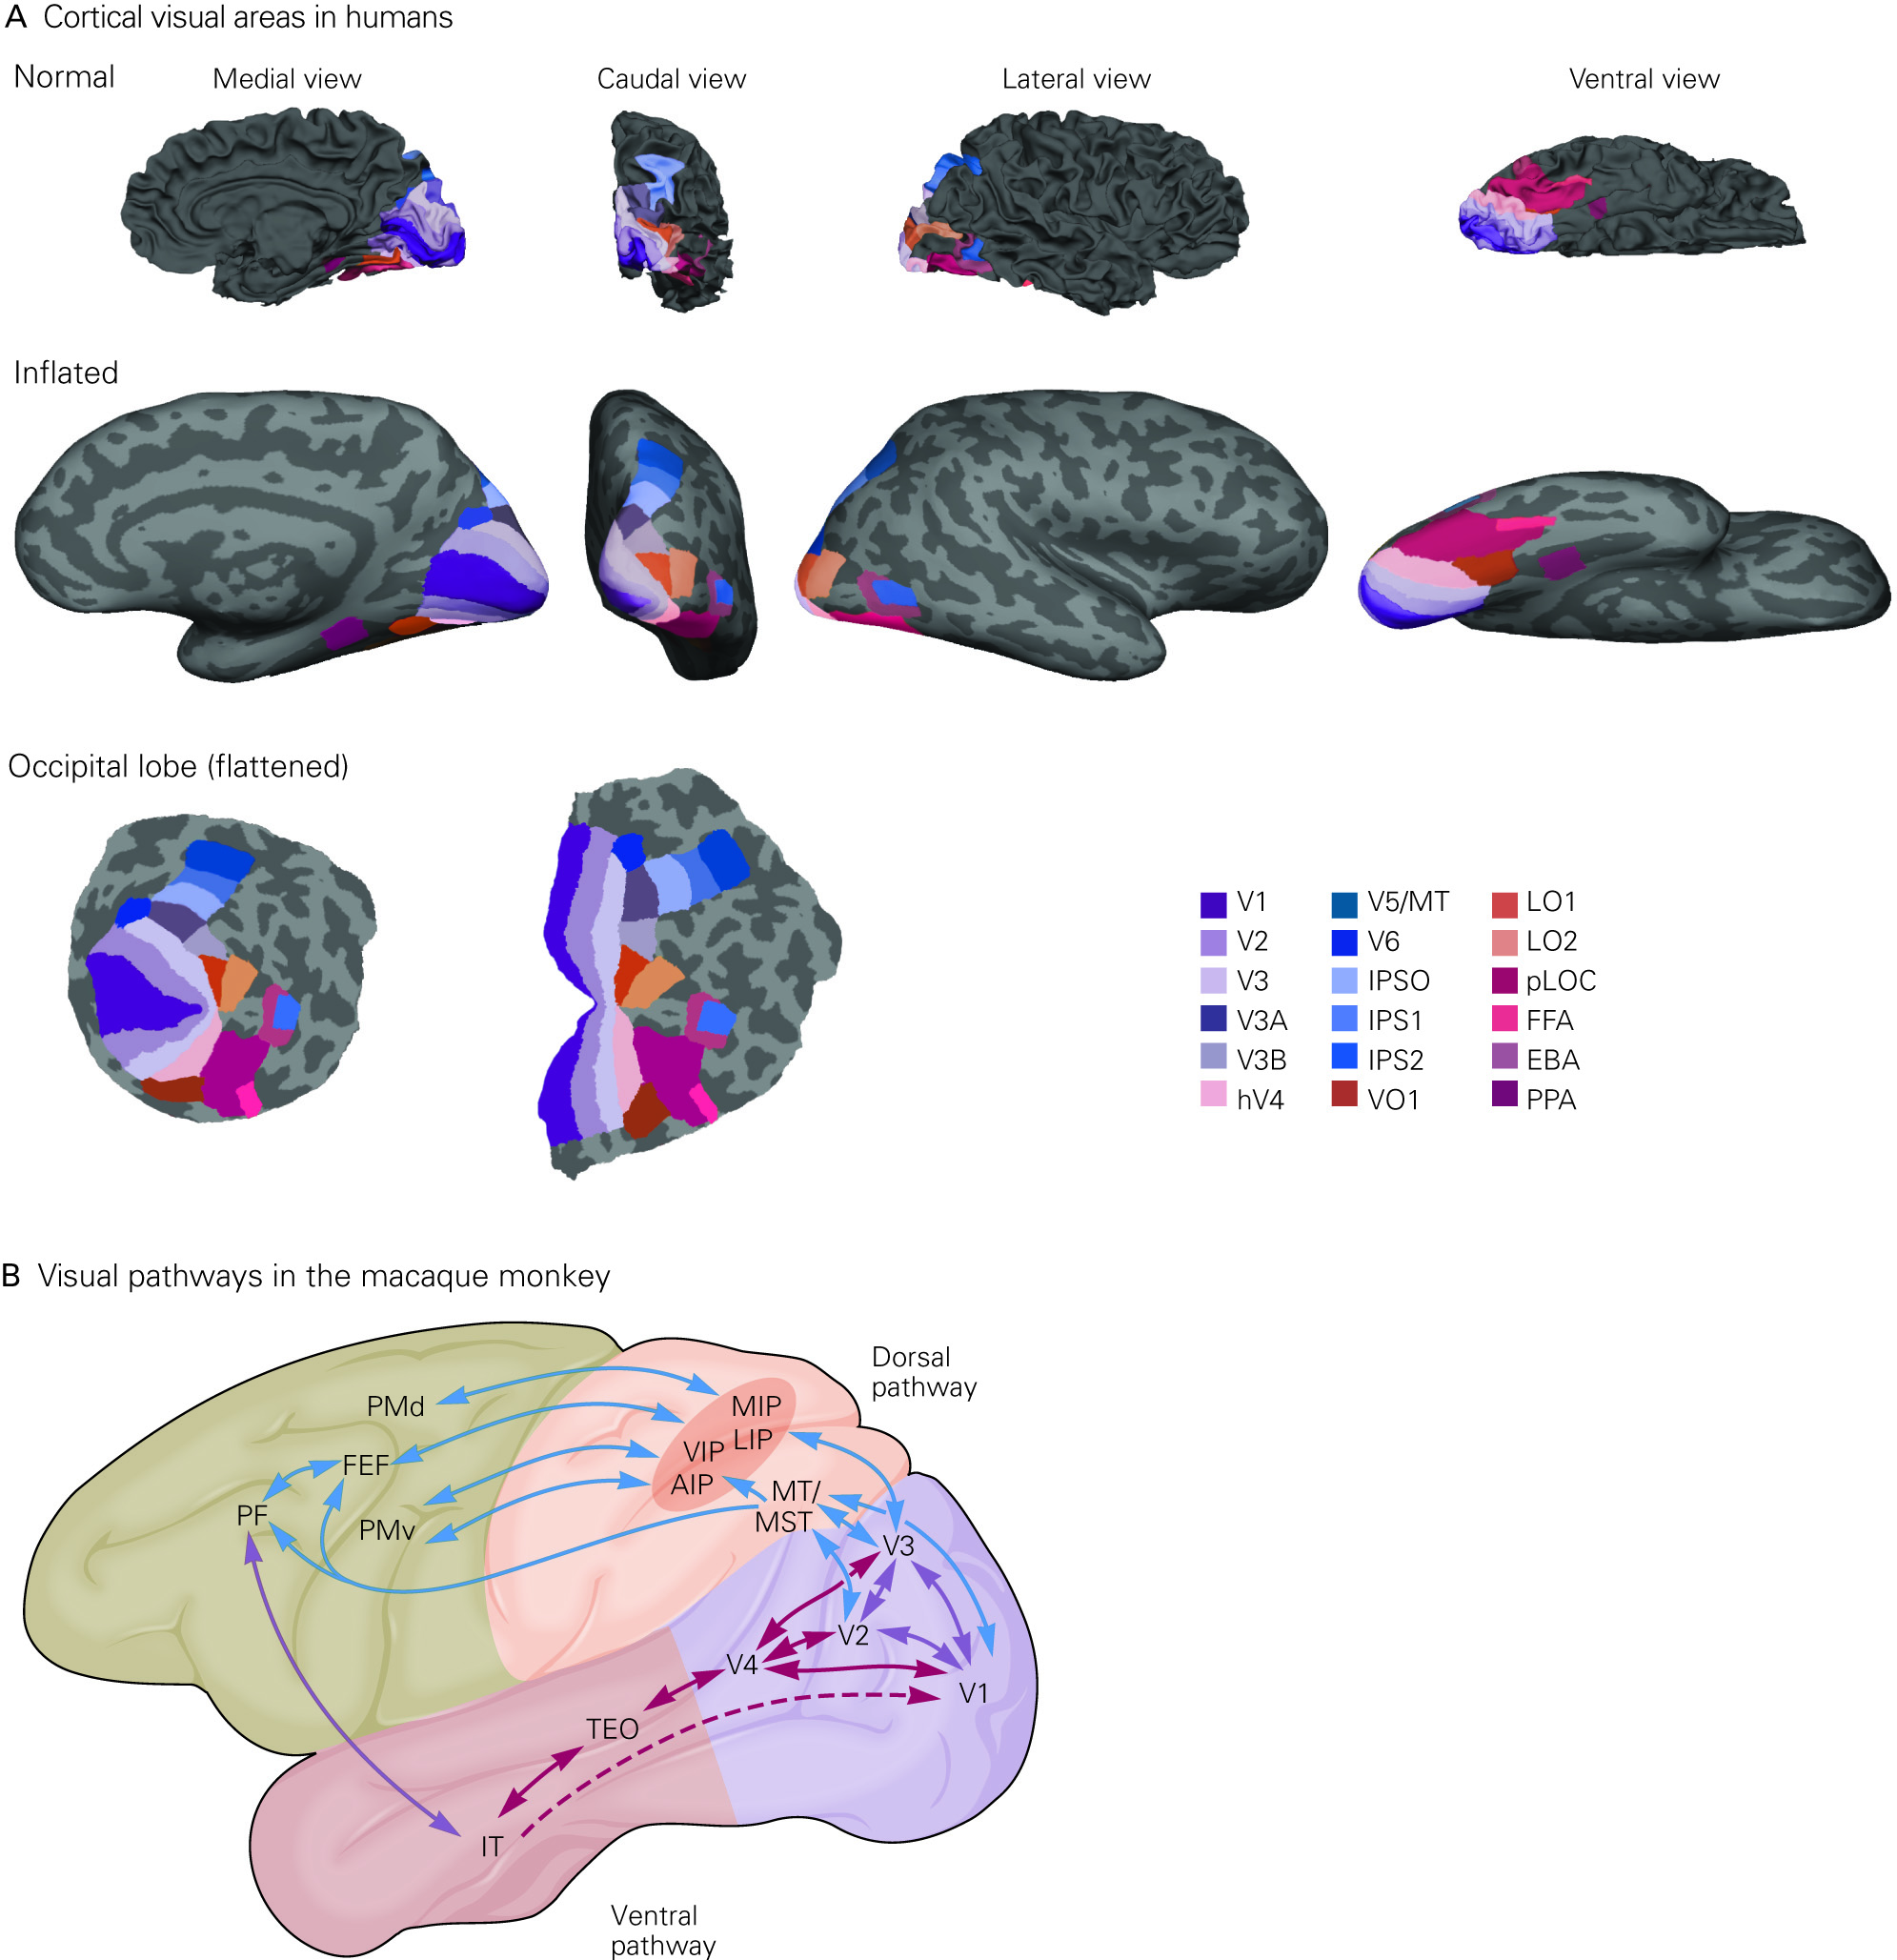 A Cortical visual areas in humans
Normal
Medial view
Caudal view
Lateral view
Ventral view
Inflated
Occipital lobe (flattened)
V1
V2
V3
V3A
V3B
hV4
V5/MT
V6
IPSO
IPS1
IPS2
VO1
LO1
LO2
pLOC
FFA
EBA
PPA
B Visual pathways in the macaque monkey
Dorsal
pathway
PMd
MIP
LIP
VIP
AIP
FEF
MT/
MST
PF
PMv
V3
V2
V4
V1
TEO
IT
Ventral
pathway